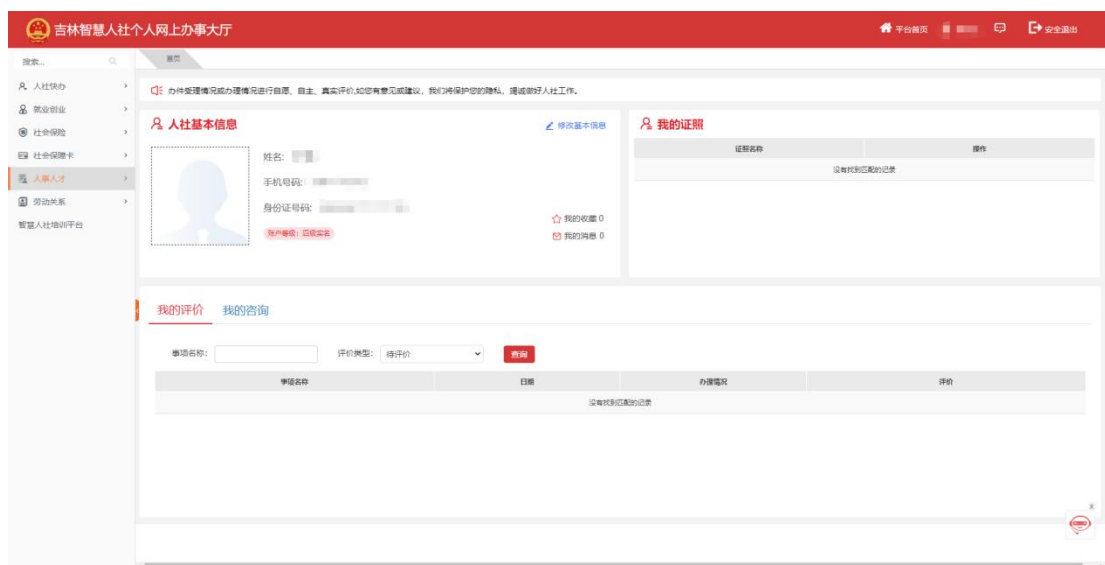 吉林智慧人社个人网上办事大厅
平台首页
安全退出
搜索...
首页
人社快办
就业创业
社会保险
社会保障卡
人事人才
劳动关系
智慧人社培训平台
办件受理情况或办理情况进行自愿、自主、真实评价,如您有意见或建议，我们将保护您的隐私，竭诚做好人社工作。
人社基本信息
修改基本信息
姓名：
手机号码：
身份证号码：
账户等级：四级实名
我的收藏 0
我的消息 0
我的证照
证照名称 操作
没有找到匹配的记录
我的评价 我的咨询
事项名称： 评价类型： 待评价 查询
事项名称 日期 办理情况 评价
没有找到匹配的记录
x